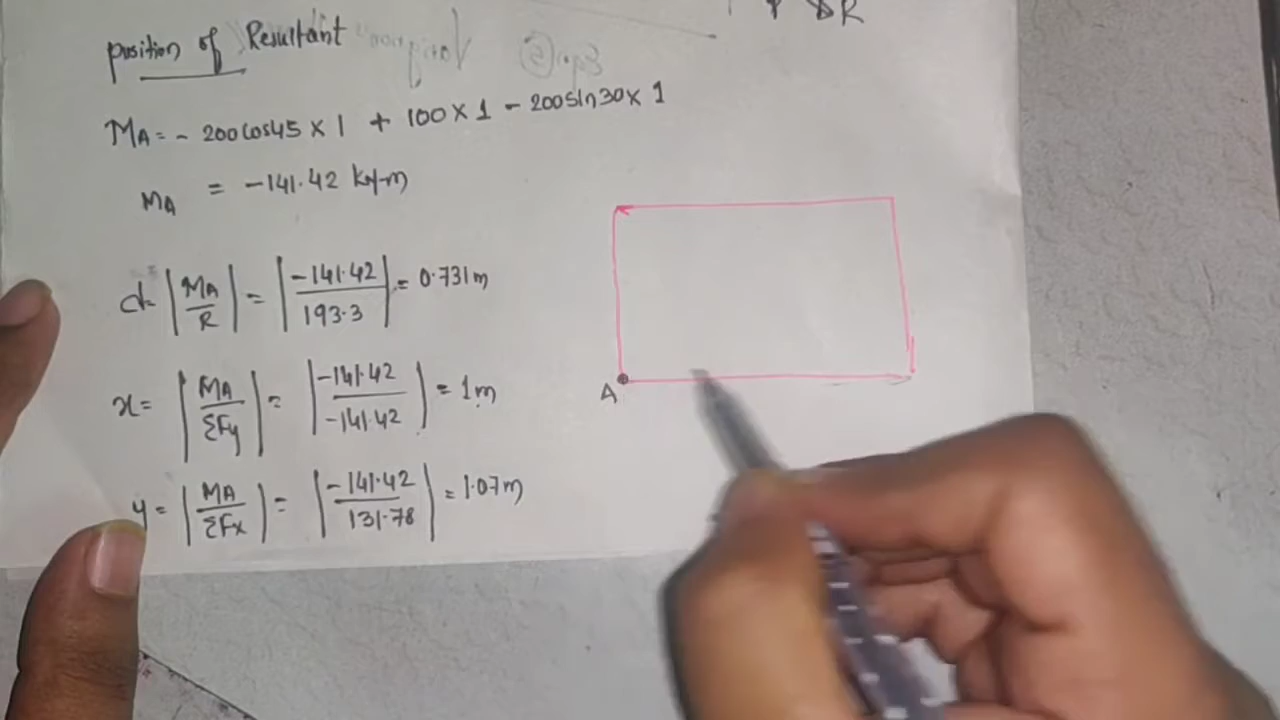 ΔR
Position of Resultant
MA = - 200cos45 × 1 + 100 × 1 - 200sin30 × 1
MA = -141.42 kN-m
d = |MA/R| = |-141.42/193.3| = 0.731m
x = |MA/ΣFy| = |-141.42/-141.42| = 1m
y = |MA/ΣFx| = |-141.42/131.78| = 1.07m
A